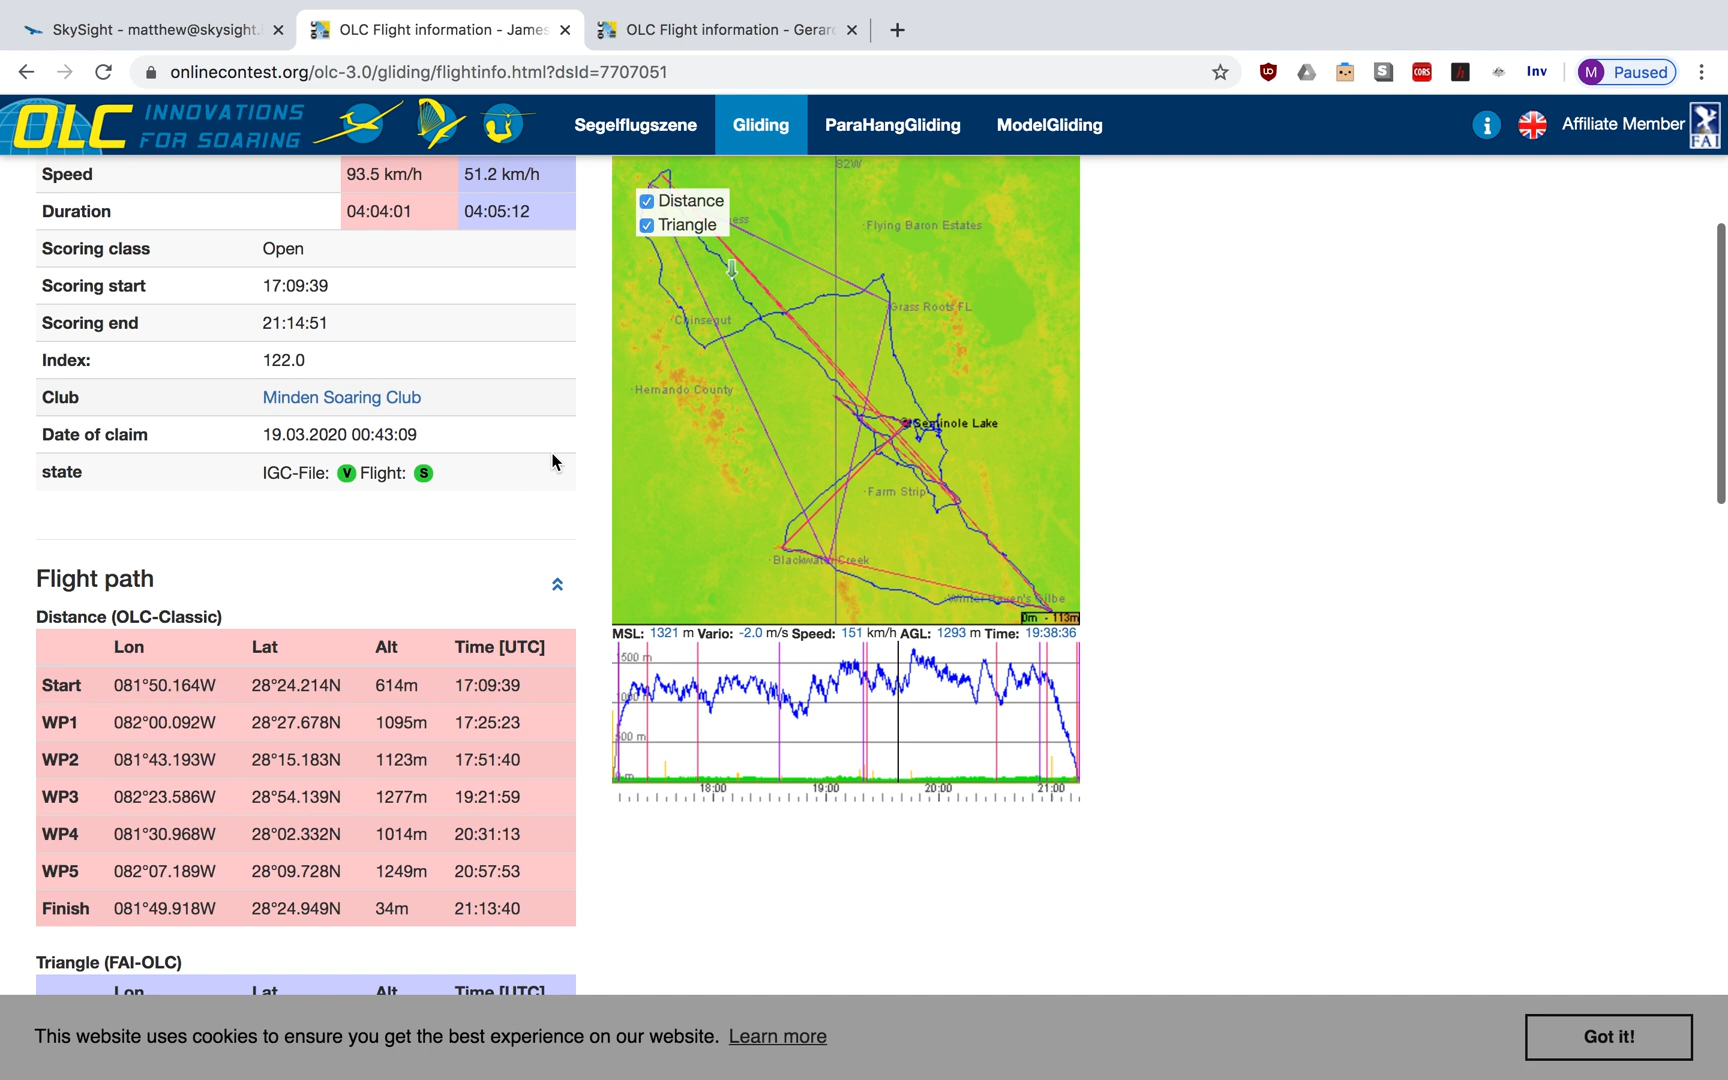 SkySight - matthew@skysight.
OLC Flight information - James
OLC Flight information - Gerar
onlinecontest.org/olc-3.0/gliding/flightinfo.html?dsId=7707051
CORS
Inv
M Paused
OLC INNOVATIONS FOR SOARING
Segelflugszene
Gliding
ParaHangGliding
ModelGliding
Affiliate Member
FAI
Speed 93.5 km/h 51.2 km/h
Duration 04:04:01 04:05:12
Scoring class Open
Scoring start 17:09:39
Scoring end 21:14:51
Index: 122.0
Club Minden Soaring Club
Date of claim 19.03.2020 00:43:09
state IGC-File: V Flight: S
Flight path
Distance (OLC-Classic)
Lon Lat Alt Time [UTC]
Start 081°50.164W 28°24.214N 614m 17:09:39
WP1 082°00.092W 28°27.678N 1095m 17:25:23
WP2 081°43.193W 28°15.183N 1123m 17:51:40
WP3 082°23.586W 28°54.139N 1277m 19:21:59
WP4 081°30.968W 28°02.332N 1014m 20:31:13
WP5 082°07.189W 28°09.728N 1249m 20:57:53
Finish 081°49.918W 28°24.949N 34m 21:13:40
Triangle (FAI-OLC)
Lon Lat Alt Time [UTC]
82W
Distance
Triangle
Flying Baron Estates
Grass Roots FL
Chinsegut
Hernando County
Seminole Lake
Farm Strip
Blackwater Creek
Winter Haven's Gilbe
0m - 113m
MSL: 1321 m Vario: -2.0 m/s Speed: 151 km/h AGL: 1293 m Time: 19:38:36
1500 m
1000 m
500 m
0 m
18:00 19:00 20:00 21:00
This website uses cookies to ensure you get the best experience on our website. Learn more
Got it!